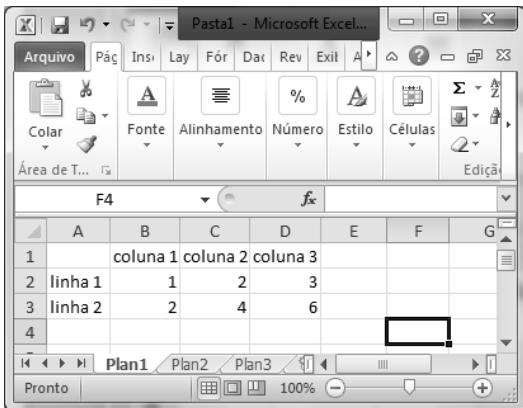 Pasta1 - Microsoft Excel...
Arquivo Pág Inse Lay Fór Dad Rev Exil A
Colar Fonte Alinhamento Número Estilo Células
Área de T... Edição
F4 fx
A B C D E F G
1 coluna 1 coluna 2 coluna 3
2 linha 1 1 2 3
3 linha 2 2 4 6
4
Plan1 Plan2 Plan3
Pronto 100%